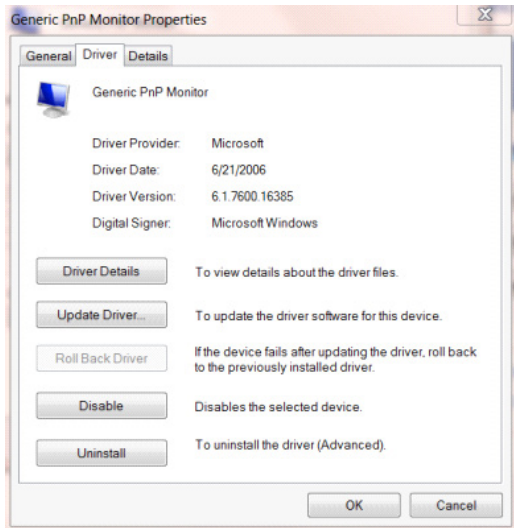 Generic PnP Monitor Properties
General Driver Details
Generic PnP Monitor
Driver Provider: Microsoft
Driver Date: 6/21/2006
Driver Version: 6.1.7600.16385
Digital Signer: Microsoft Windows
Driver Details To view details about the driver files.
Update Driver... To update the driver software for this device.
Roll Back Driver If the device fails after updating the driver, roll back
to the previously installed driver.
Disable Disables the selected device.
Uninstall To uninstall the driver (Advanced).
OK Cancel